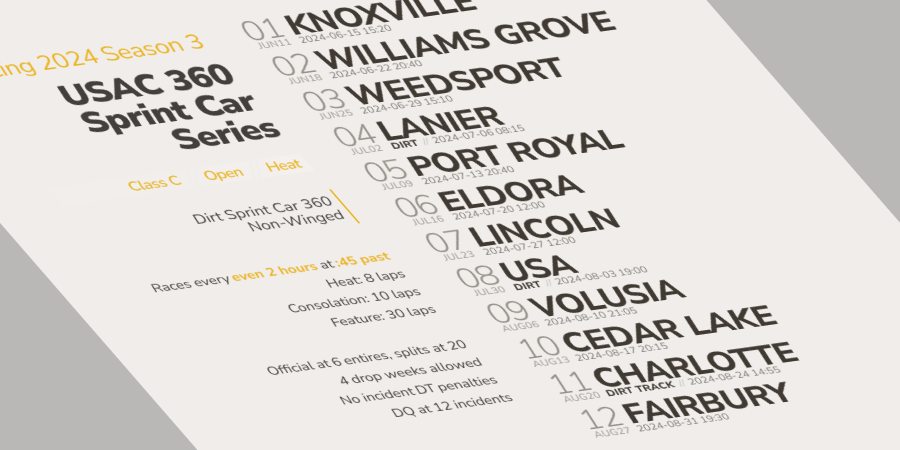 ing 2024 Season 3
USAC 360
Sprint Car
Series
Class C Open Heat
Dirt Sprint Car 360
Non-Winged
Races every even 2 hours at :45 past
Heat: 8 laps
Consolation: 10 laps
Feature: 30 laps
Official at 6 entires, splits at 20
4 drop weeks allowed
No incident DT penalties
DQ at 12 incidents
01 KNOXVILLE
JUN11 2024-06-15 15:20
02 WILLIAMS GROVE
JUN18 2024-06-22 20:40
03 WEEDSPORT
JUN25 2024-06-29 15:10
04 LANIER
JUL02 DIRT // 2024-07-06 08:15
05 PORT ROYAL
JUL09 2024-07-13 20:40
06 ELDORA
JUL16 2024-07-20 12:00
07 LINCOLN
JUL23 2024-07-27 12:00
08 USA
JUL30 DIRT // 2024-08-03 19:00
09 VOLUSIA
AUG06 2024-08-10 21:05
10 CEDAR LAKE
AUG13 2024-08-17 20:15
11 CHARLOTTE
AUG20 DIRT TRACK // 2024-08-24 14:55
12 FAIRBURY
AUG27 2024-08-31 19:30